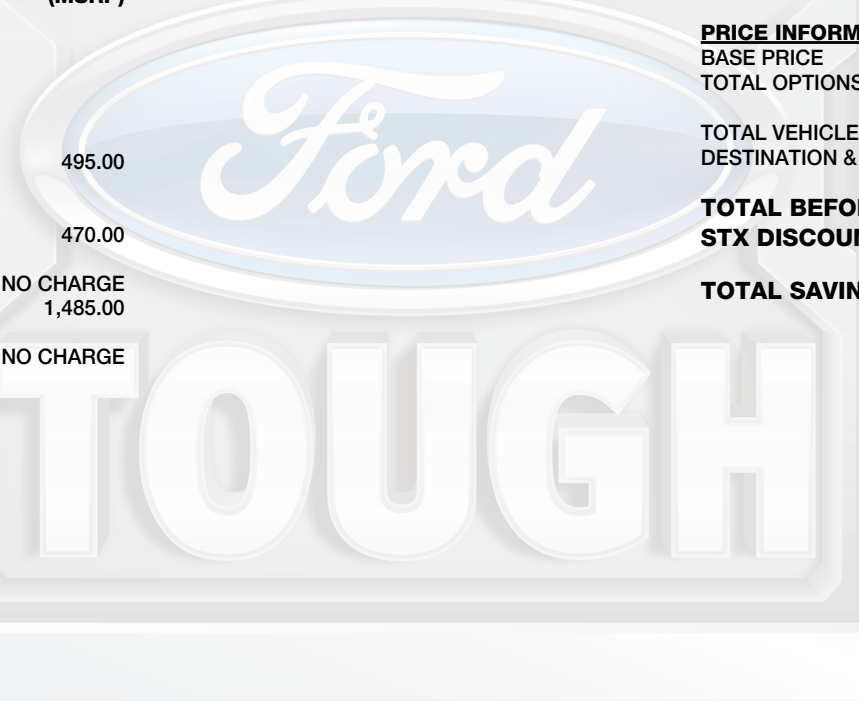 (MSRP)
495.00
470.00
NO CHARGE
1,485.00
NO CHARGE
Ford
TOUGH
PRICE INFORM
BASE PRICE
TOTAL OPTIONS
TOTAL VEHICLE
DESTINATION &
TOTAL BEFO
STX DISCOUN
TOTAL SAVIN